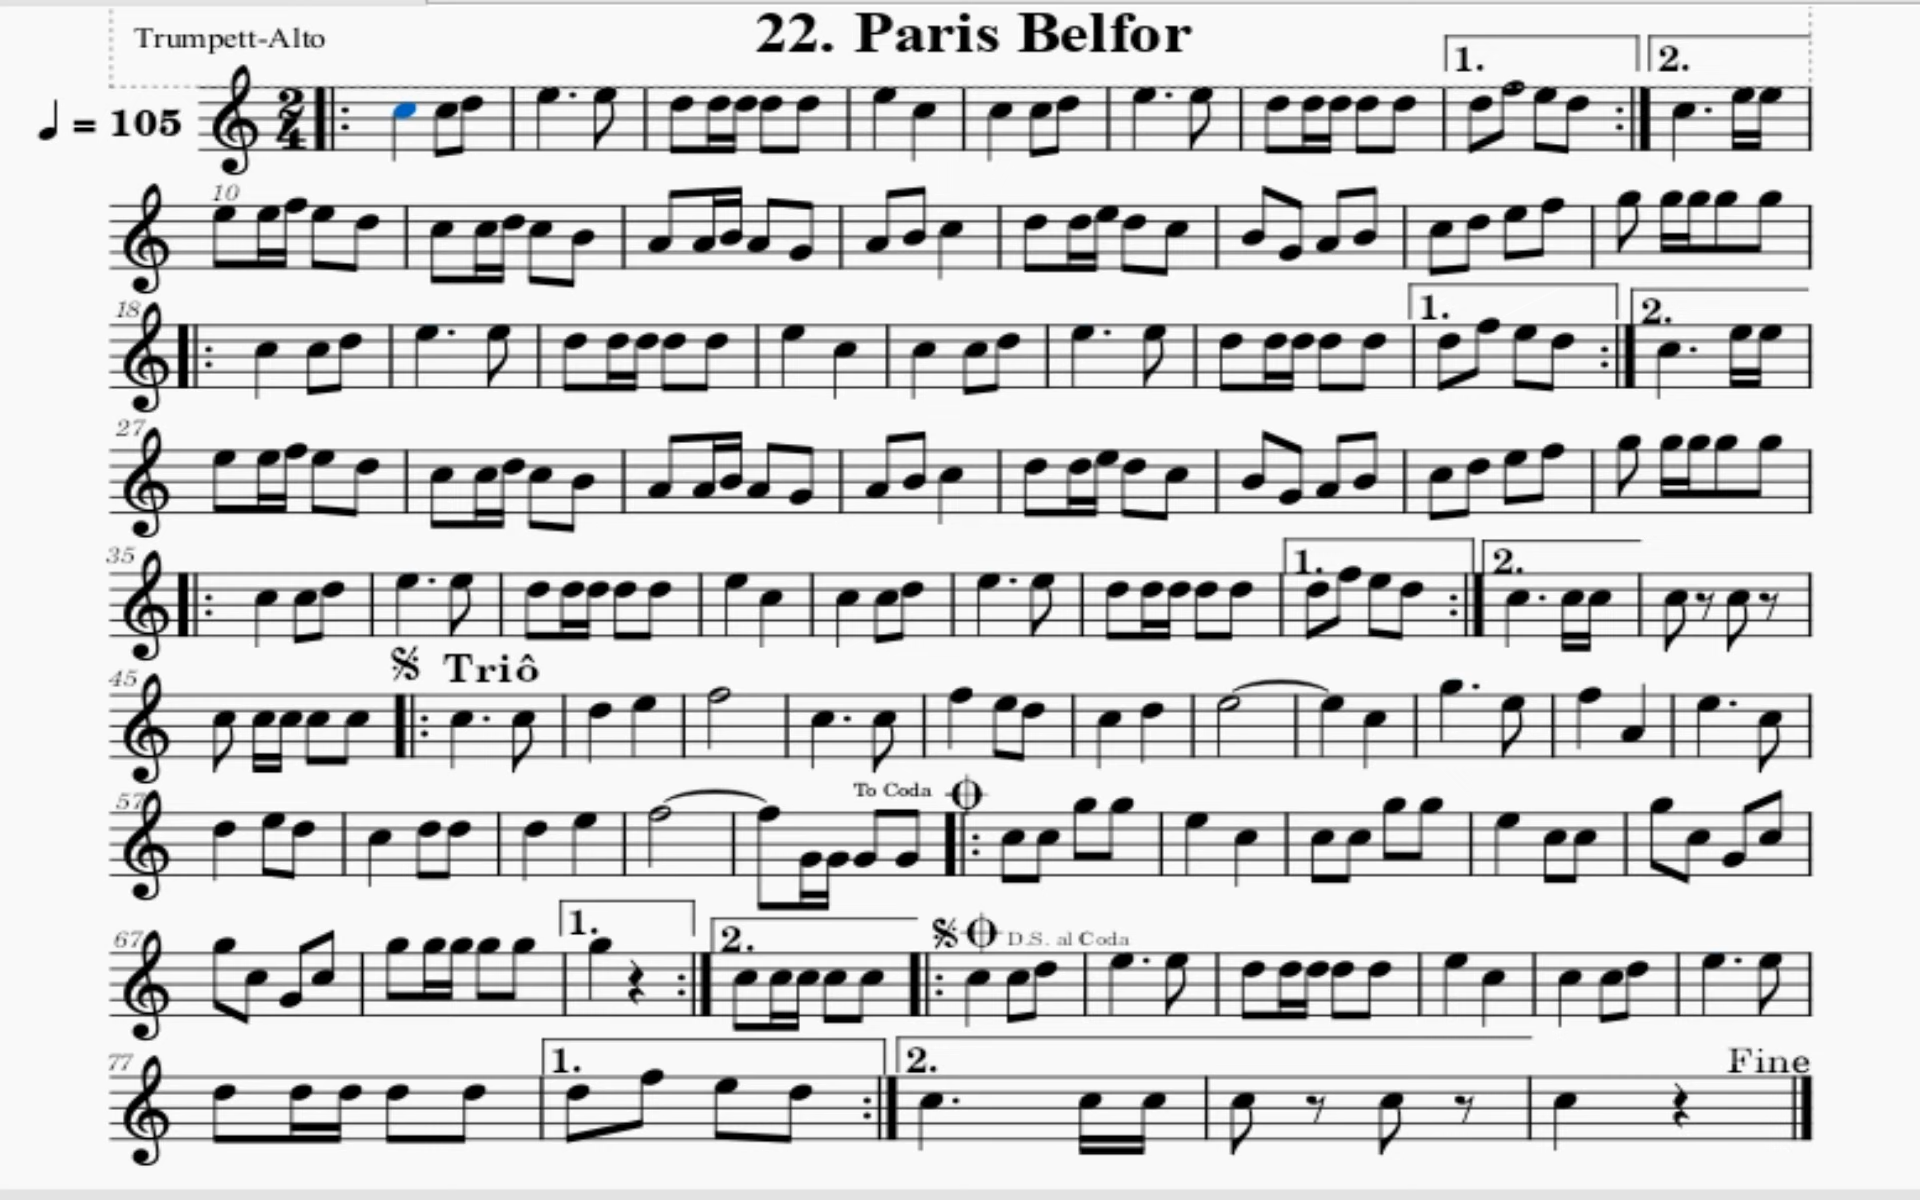 22. Paris Belfor
Trumpett-Alto
1. 2.
= 105
10
18
1. 2.
27
35
1. 2.
45
Triô
57
To Coda
67
1. 2.
D.S. al Coda
77
1. 2.
Fine